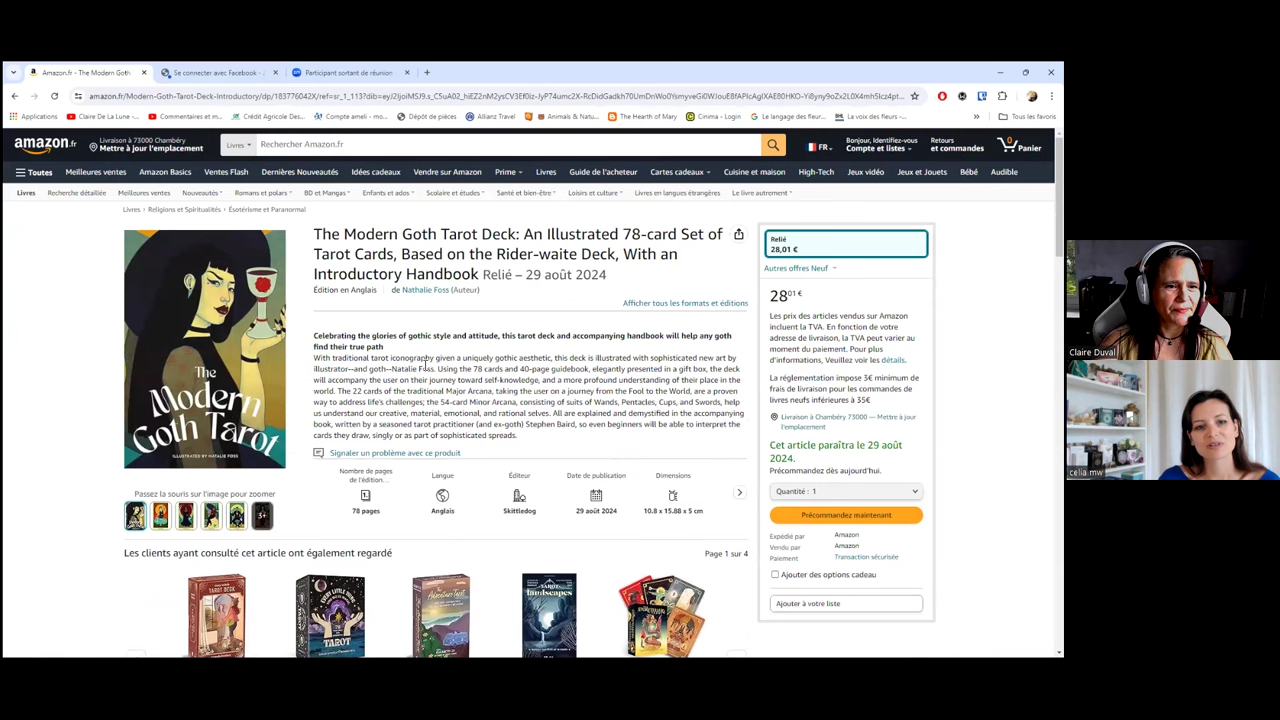 Amazon.fr - The Modern Goth
Se connecter avec Facebook -
Participant sortant de réunion
Applications
Claire De La Lune -
Commentaires et m...
Crédit Agricole Des...
Compte ameli - mo...
Dépôt de pièces
Allianz Travel
Animals & Natu...
The Hearth of Mary
Cinma - Login
Le langage des fleur...
La voix des fleurs -...
Tous les favoris
amazon.fr
Livraison à 73000 Chambéry
Mettre à jour l'emplacement
Livres
Rechercher Amazon.fr
FR
Bonjour, Identifiez-vous
Compte et listes
Retours
et commandes
0
Panier
Toutes
Meilleures ventes
Amazon Basics
Ventes Flash
Dernières Nouveautés
Idées cadeaux
Vendre sur Amazon
Prime
Livres
Guide de l'acheteur
Cartes cadeaux
Cuisine et maison
High-Tech
Jeux vidéo
Jeux et Jouets
Bébé
Audible
Livres
Recherche détaillée
Meilleures ventes
Nouveautés
Romans et polars
BD et Mangas
Enfants et ados
Scolaire et études
Santé et bien-être
Loisirs et culture
Livres en langues étrangères
Le livre autrement
Livres › Religions et Spiritualités › Ésotérisme et Paranormal
The
Modern
Goth Tarot
ILLUSTRATED BY NATALIE FOSS
Passez la souris sur l'image pour zoomer
3+
The Modern Goth Tarot Deck: An Illustrated 78-card Set of
Tarot Cards, Based on the Rider-waite Deck, With an
Introductory Handbook Relié – 29 août 2024
Édition en Anglais de Nathalie Foss (Auteur)
Afficher tous les formats et éditions
Celebrating the glories of gothic style and attitude, this tarot deck and accompanying handbook will help any goth
find their true path
With traditional tarot iconography given a uniquely gothic aesthetic, this deck is illustrated with sophisticated new art by
illustrator--and goth--Natalie Foss. Using the 78 cards and 40-page guidebook, elegantly presented in a gift box, the deck
will accompany the user on their journey toward self-knowledge, and a more profound understanding of their place in the
world. The 22 cards of the traditional Major Arcana, taking the user on a journey from the Fool to the World, are a proven
way to address life's challenges; the 54-card Minor Arcana, consisting of suits of Wands, Pentacles, Cups, and Swords, help
us understand our creative, material, emotional, and rational selves. All are explained and demystified in the accompanying
book, written by a seasoned tarot practitioner (and ex-goth) Stephen Baird, so even beginners will be able to interpret the
cards they draw, singly or as part of sophisticated spreads.
Signaler un problème avec ce produit
Nombre de pages
de l'édition...
78 pages
Langue
Anglais
Éditeur
Skittledog
Date de publication
29 août 2024
Dimensions
10.8 x 15.88 x 5 cm
Les clients ayant consulté cet article ont également regardé
Page 1 sur 4
TAROT DECK
TAROT
landscapes
Relié
28,01 €
Autres offres Neuf
28,01 €
Les prix des articles vendus sur Amazon
incluent la TVA. En fonction de votre
adresse de livraison, la TVA peut varier au
moment du paiement. Pour plus
d'informations, Veuillez voir les détails.
La réglementation impose 3€ minimum de
frais de livraison pour les commandes de
livres neufs inférieures à 35€
Livraison à Chambéry 73000 — Mettre à jour
l'emplacement
Cet article paraîtra le 29 août
2024.
Précommandez dès aujourd'hui.
Quantité : 1
Précommandez maintenant
Expédié par Amazon
Vendu par Amazon
Paiement Transaction sécurisée
Ajouter des options cadeau
Ajouter à votre liste
Claire Duval
celia mw